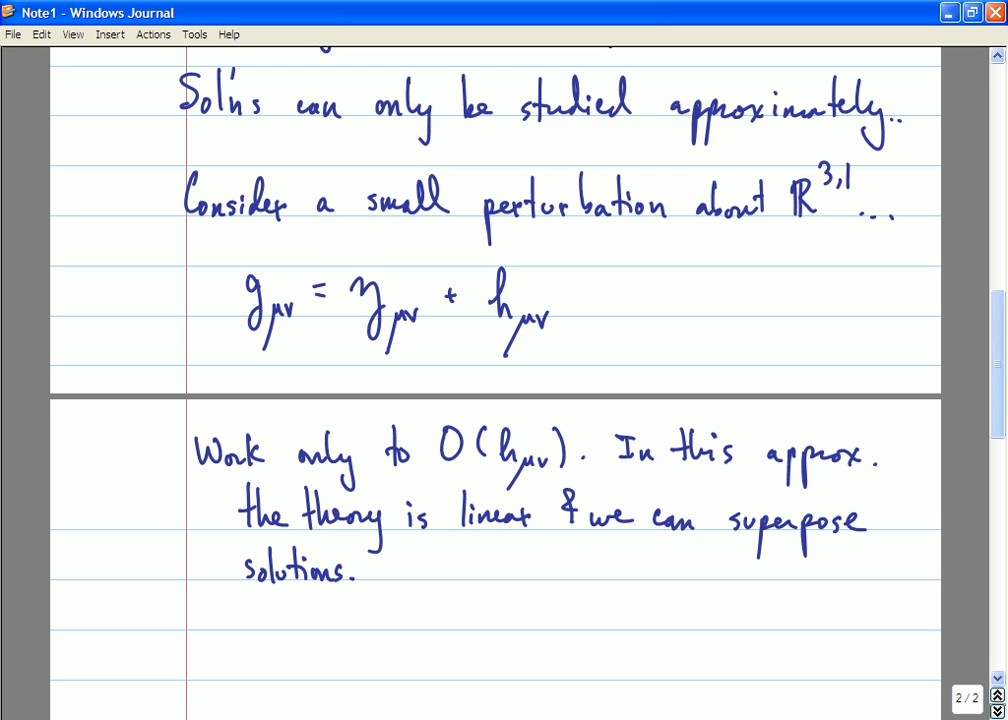 Note1 - Windows Journal
File Edit View Insert Actions Tools Help
Sol'ns can only be studied approximately..
Consider a small perturbation about ℝ³,¹ ...
g_μν = η_μν + h_μν
Work only to O(h_μν). In this approx.
the theory is linear & we can superpose
solutions.
2 / 2